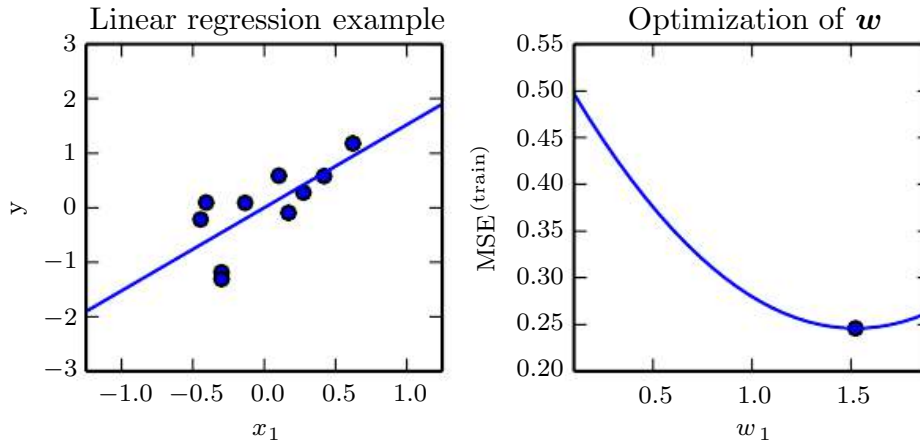 Linear regression example
3
2
1
0
−1
−2
−3
y
−1.0 −0.5 0.0 0.5 1.0
x1
Optimization of w
0.55
0.50
0.45
0.40
0.35
0.30
0.25
0.20
MSE(train)
0.5 1.0 1.5
w1